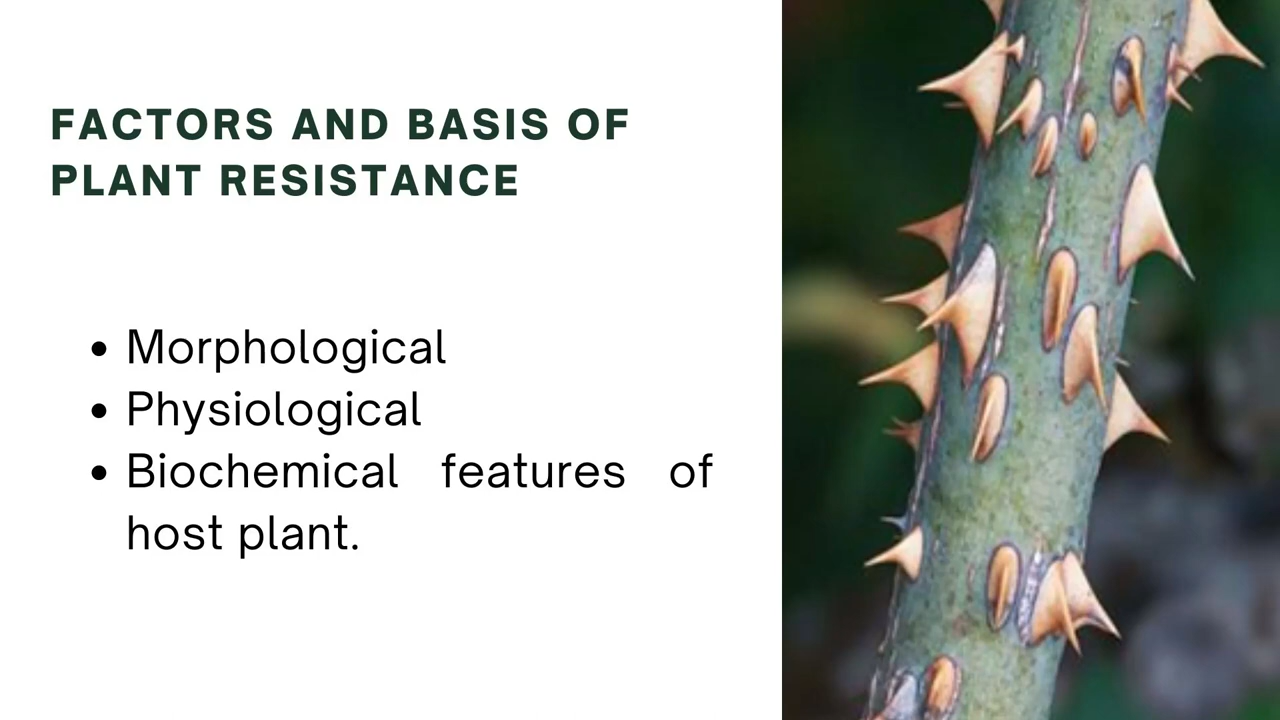 FACTORS AND BASIS OF
PLANT RESISTANCE
• Morphological
• Physiological
• Biochemical features of
host plant.